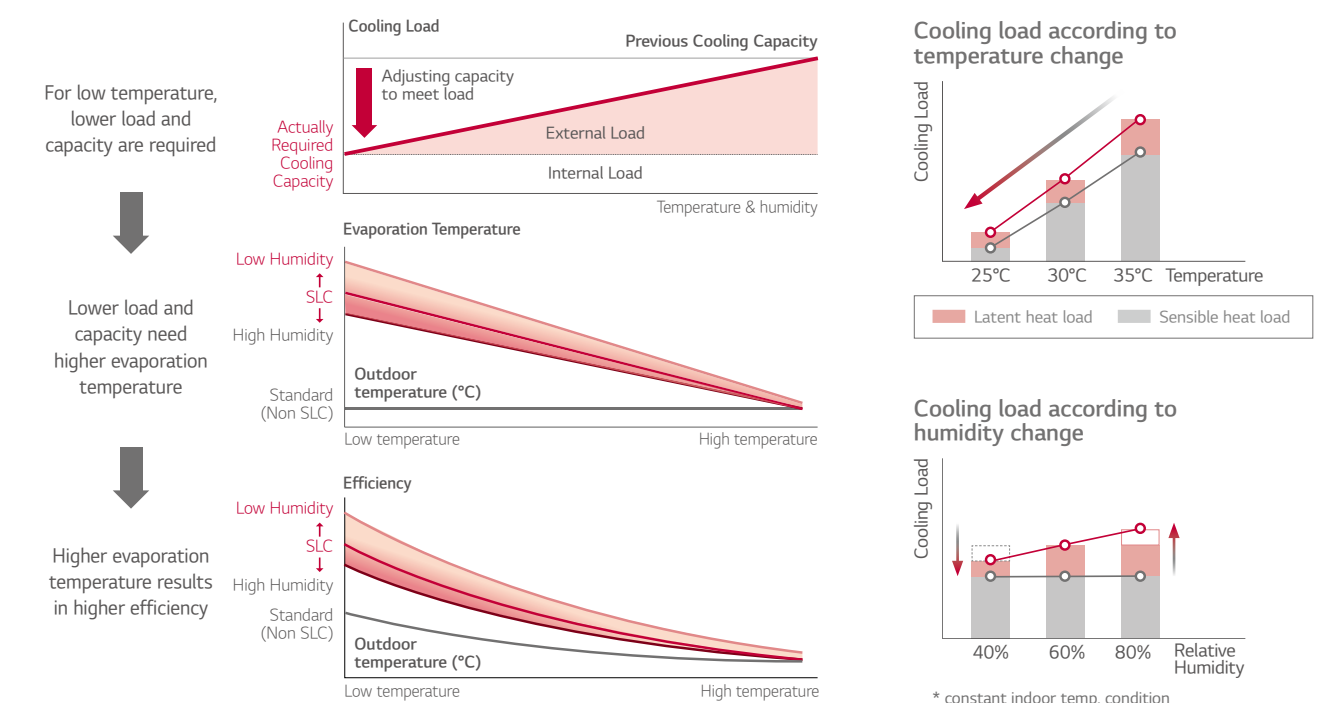 For low temperature,
lower load and
capacity are required
Lower load and
capacity need
higher evaporation
temperature
Higher evaporation
temperature results
in higher efficiency
Cooling Load
Previous Cooling Capacity
Adjusting capacity
to meet load
Actually
Required
Cooling
Capacity
External Load
Internal Load
Temperature & humidity
Evaporation Temperature
Low Humidity
SLC
High Humidity
Standard
(Non SLC)
Outdoor
temperature (°C)
Low temperature
High temperature
Efficiency
Low Humidity
SLC
High Humidity
Standard
(Non SLC)
Outdoor
temperature (°C)
Low temperature
High temperature
Cooling load according to
temperature change
Cooling Load
25°C 30°C 35°C Temperature
Latent heat load Sensible heat load
Cooling load according to
humidity change
Cooling Load
40% 60% 80% Relative
Humidity
* constant indoor temp. condition